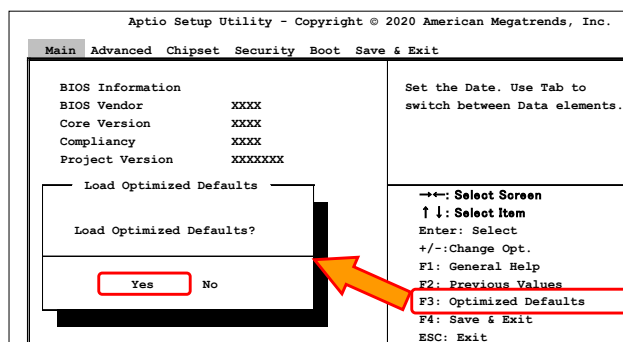 Aptio Setup Utility - Copyright © 2020 American Megatrends, Inc.
Main Advanced Chipset Security Boot Save & Exit
BIOS Information
BIOS Vendor XXXX
Core Version XXXX
Compliancy XXXX
Project Version XXXXXXX
Set the Date. Use Tab to
switch between Data elements.
Load Optimized Defaults
Load Optimized Defaults?
Yes No
→←: Select Screen
↑↓: Select Item
Enter: Select
+/-:Change Opt.
F1: General Help
F2: Previous Values
F3: Optimized Defaults
F4: Save & Exit
ESC: Exit